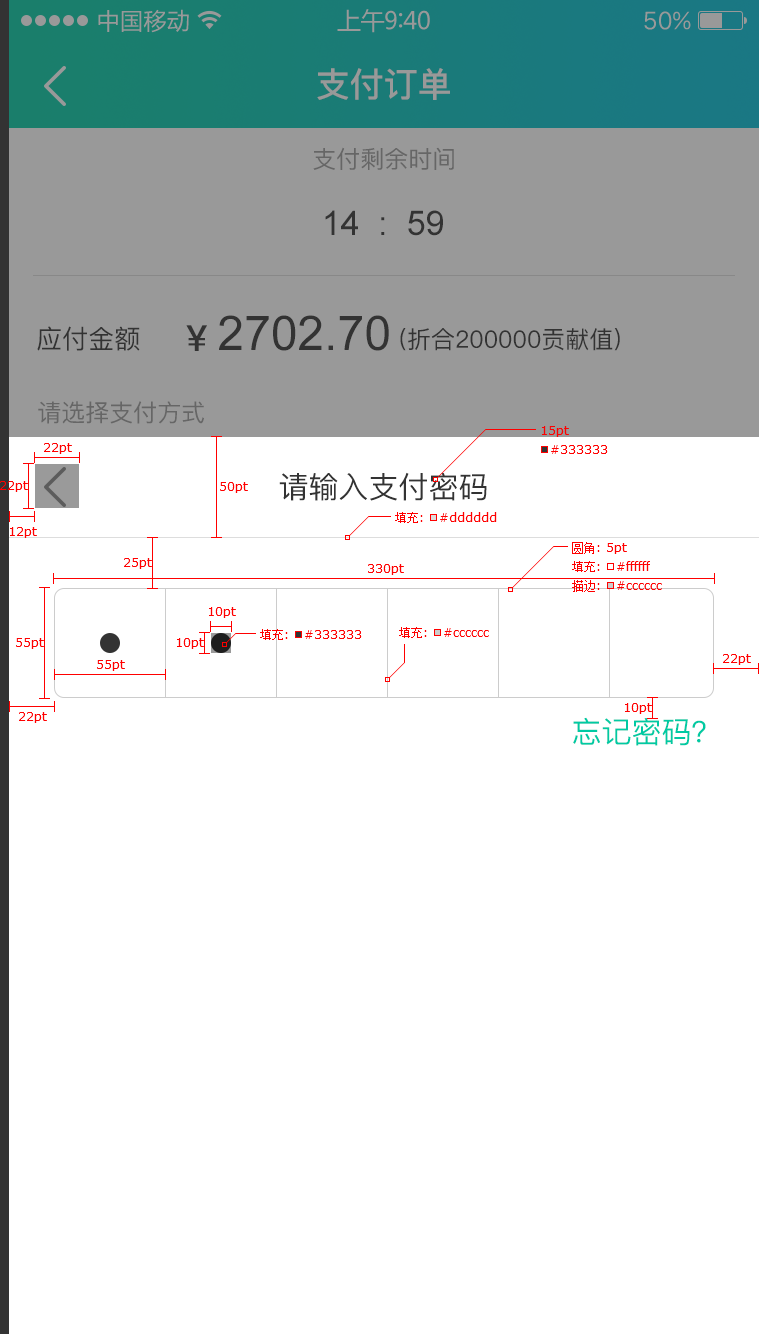 中国移动 上午9:40 50%
支付订单
支付剩余时间
14 : 59
应付金额 ¥ 2702.70 (折合200000贡献值)
请选择支付方式
15pt
#333333
22pt
22pt
50pt
请输入支付密码
填充: #dddddd
12pt
25pt
圆角: 5pt
330pt
填充: #ffffff
描边: #cccccc
10pt
55pt
10pt
填充: #333333
填充: #cccccc
55pt
22pt
22pt
10pt
忘记密码?